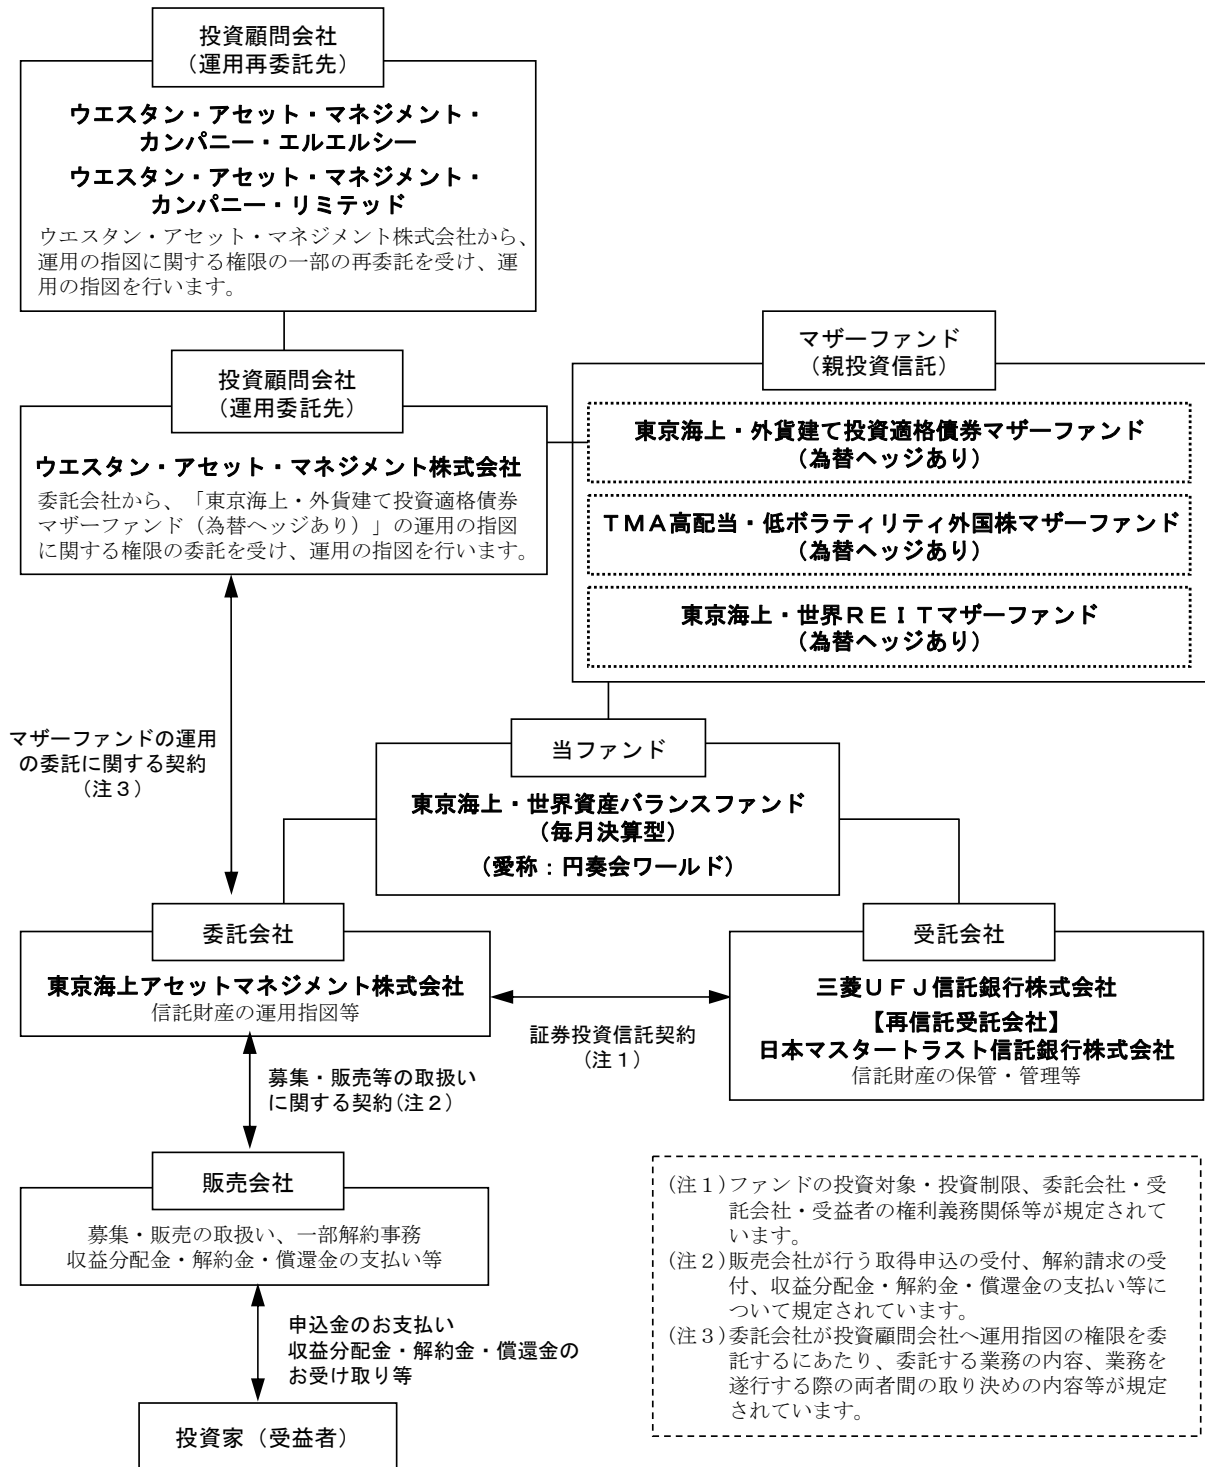 投資顧問会社
（運用再委託先）
ウエスタン・アセット・マネジメント・
カンパニー・エルエルシー
ウエスタン・アセット・マネジメント・
カンパニー・リミテッド
ウエスタン・アセット・マネジメント株式会社から、
運用の指図に関する権限の一部の再委託を受け、運
用の指図を行います。
投資顧問会社
（運用委託先）
ウエスタン・アセット・マネジメント株式会社
委託会社から、「東京海上・外貨建て投資適格債券
マザーファンド（為替ヘッジあり）」の運用の指図
に関する権限の委託を受け、運用の指図を行います。
マザーファンド
（親投資信託）
東京海上・外貨建て投資適格債券マザーファンド
（為替ヘッジあり）
ＴＭＡ高配当・低ボラティリティ外国株マザーファンド
（為替ヘッジあり）
東京海上・世界ＲＥＩＴマザーファンド
（為替ヘッジあり）
マザーファンドの運用
の委託に関する契約
（注３）
当ファンド
東京海上・世界資産バランスファンド
（毎月決算型）
（愛称：円奏会ワールド）
委託会社
東京海上アセットマネジメント株式会社
信託財産の運用指図等
証券投資信託契約
（注１）
受託会社
三菱ＵＦＪ信託銀行株式会社
【再信託受託会社】
日本マスタートラスト信託銀行株式会社
信託財産の保管・管理等
募集・販売等の取扱い
に関する契約（注２）
販売会社
募集・販売の取扱い、一部解約事務
収益分配金・解約金・償還金の支払い等
申込金のお支払い
収益分配金・解約金・償還金の
お受け取り等
投資家（受益者）
（注１）ファンドの投資対象・投資制限、委託会社・受
託会社・受益者の権利義務関係等が規定されて
います。
（注２）販売会社が行う取得申込の受付、解約請求の受
付、収益分配金・解約金・償還金の支払い等に
ついて規定されています。
（注３）委託会社が投資顧問会社へ運用指図の権限を委
託するにあたり、委託する業務の内容、業務を
遂行する際の両者間の取り決めの内容等が規定
されています。